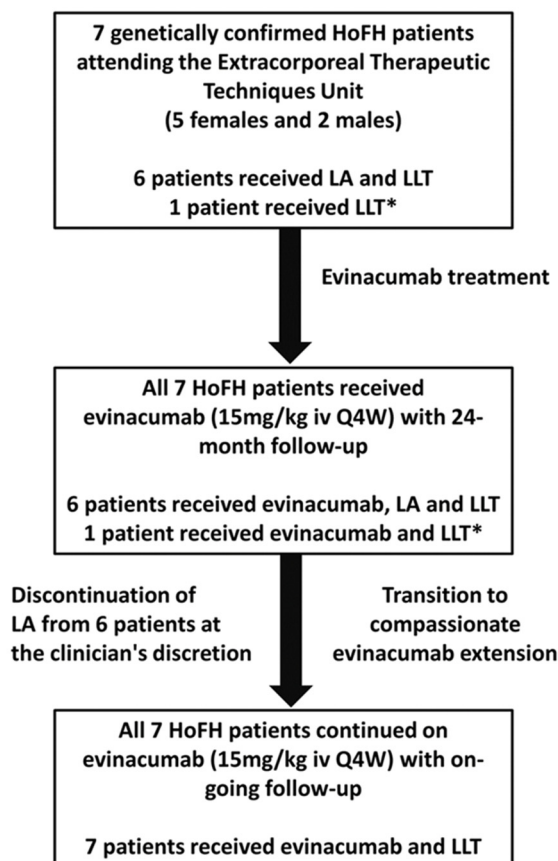 7 genetically confirmed HoFH patients
attending the Extracorporeal Therapeutic
Techniques Unit
(5 females and 2 males)
6 patients received LA and LLT
1 patient received LLT*
Evinacumab treatment
All 7 HoFH patients received
evinacumab (15mg/kg iv Q4W) with 24-
month follow-up
6 patients received evinacumab, LA and LLT
1 patient received evinacumab and LLT*
Discontinuation of
LA from 6 patients at
the clinician's discretion
Transition to
compassionate
evinacumab extension
All 7 HoFH patients continued on
evinacumab (15mg/kg iv Q4W) with on-
going follow-up
7 patients received evinacumab and LLT